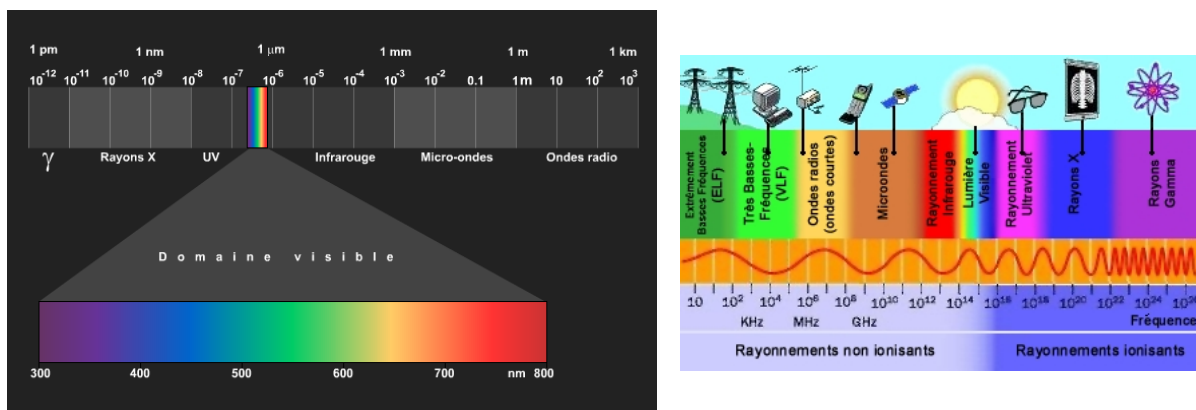 1 pm 1 nm 1 μm 1 mm 1 m 1 km
10-12 10-11 10-10 10-9 10-8 10-7 10-6 10-5 10-4 10-3 10-2 0.1 1m 10 102 103
γ Rayons X UV Infrarouge Micro-ondes Ondes radio
Domaine visible
300 400 500 600 700 nm 800
Extrêmement
Basses Fréquences
(ELF)
Très Basses-
Fréquences
(VLF)
Ondes radios
(ondes courtes)
Microondes
Rayonnement
Infrarouge
Lumière
Visible
Rayonnement
Ultraviolet
Rayons X
Rayons
Gamma
10 102 104 106 108 1010 1012 1014 1016 1018 1020 1022 1024 1026
KHz MHz GHz Fréquence
Rayonnements non ionisants Rayonnements ionisants